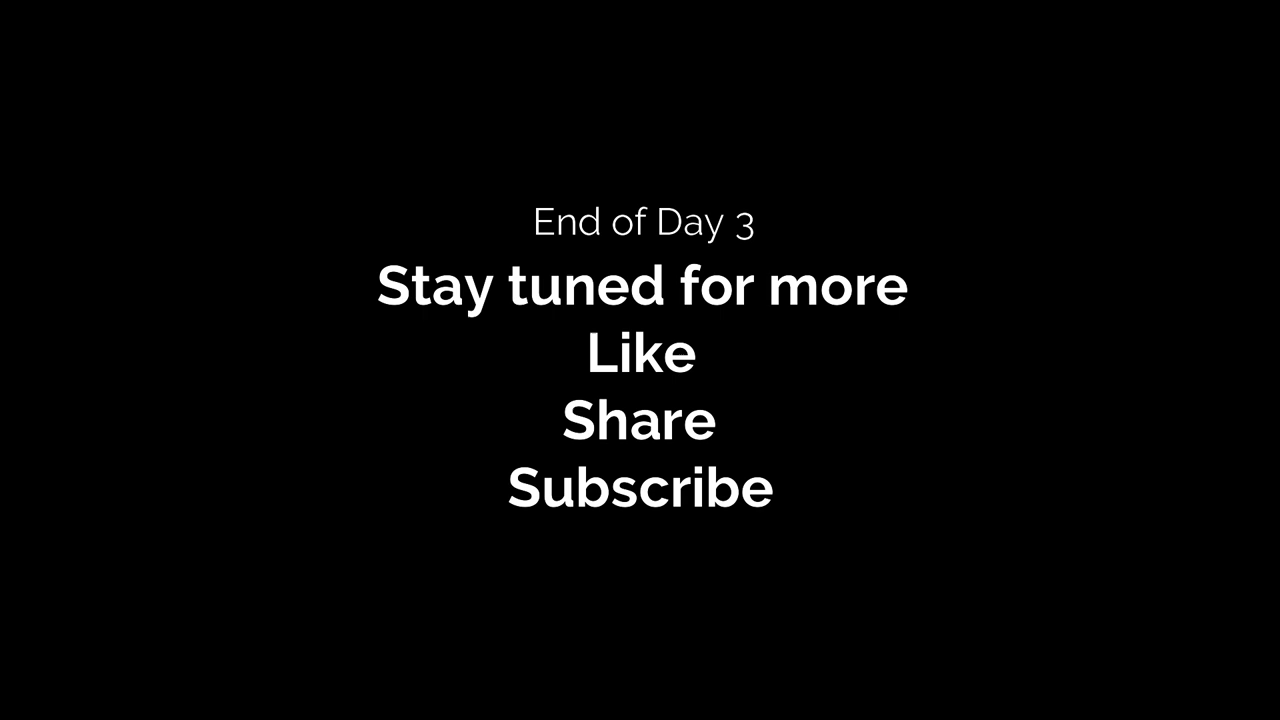 End of Day 3
Stay tuned for more
Like
Share
Subscribe